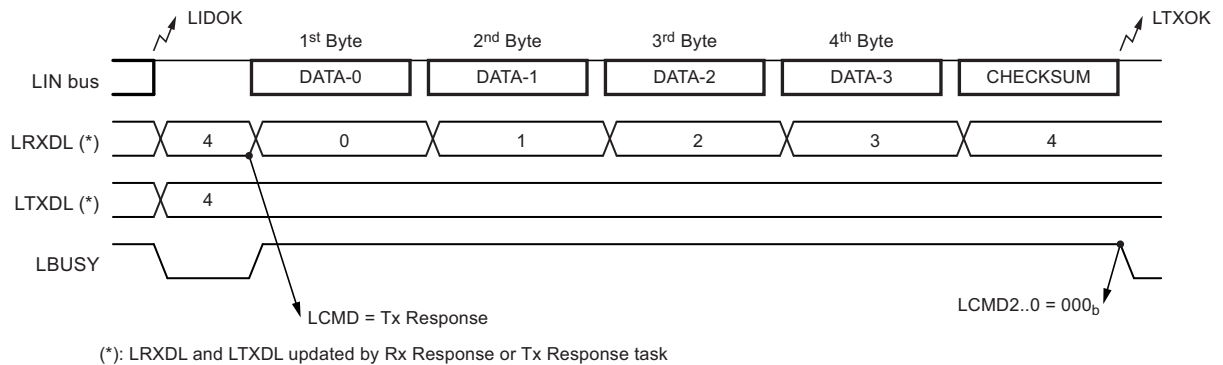 LIDOK LTXOK
1st Byte 2nd Byte 3rd Byte 4th Byte
LIN bus DATA-0 DATA-1 DATA-2 DATA-3 CHECKSUM
LRXDL (*) 4 0 1 2 3 4
LTXDL (*) 4
LBUSY
LCMD = Tx Response LCMD2..0 = 000b
(*): LRXDL and LTXDL updated by Rx Response or Tx Response task